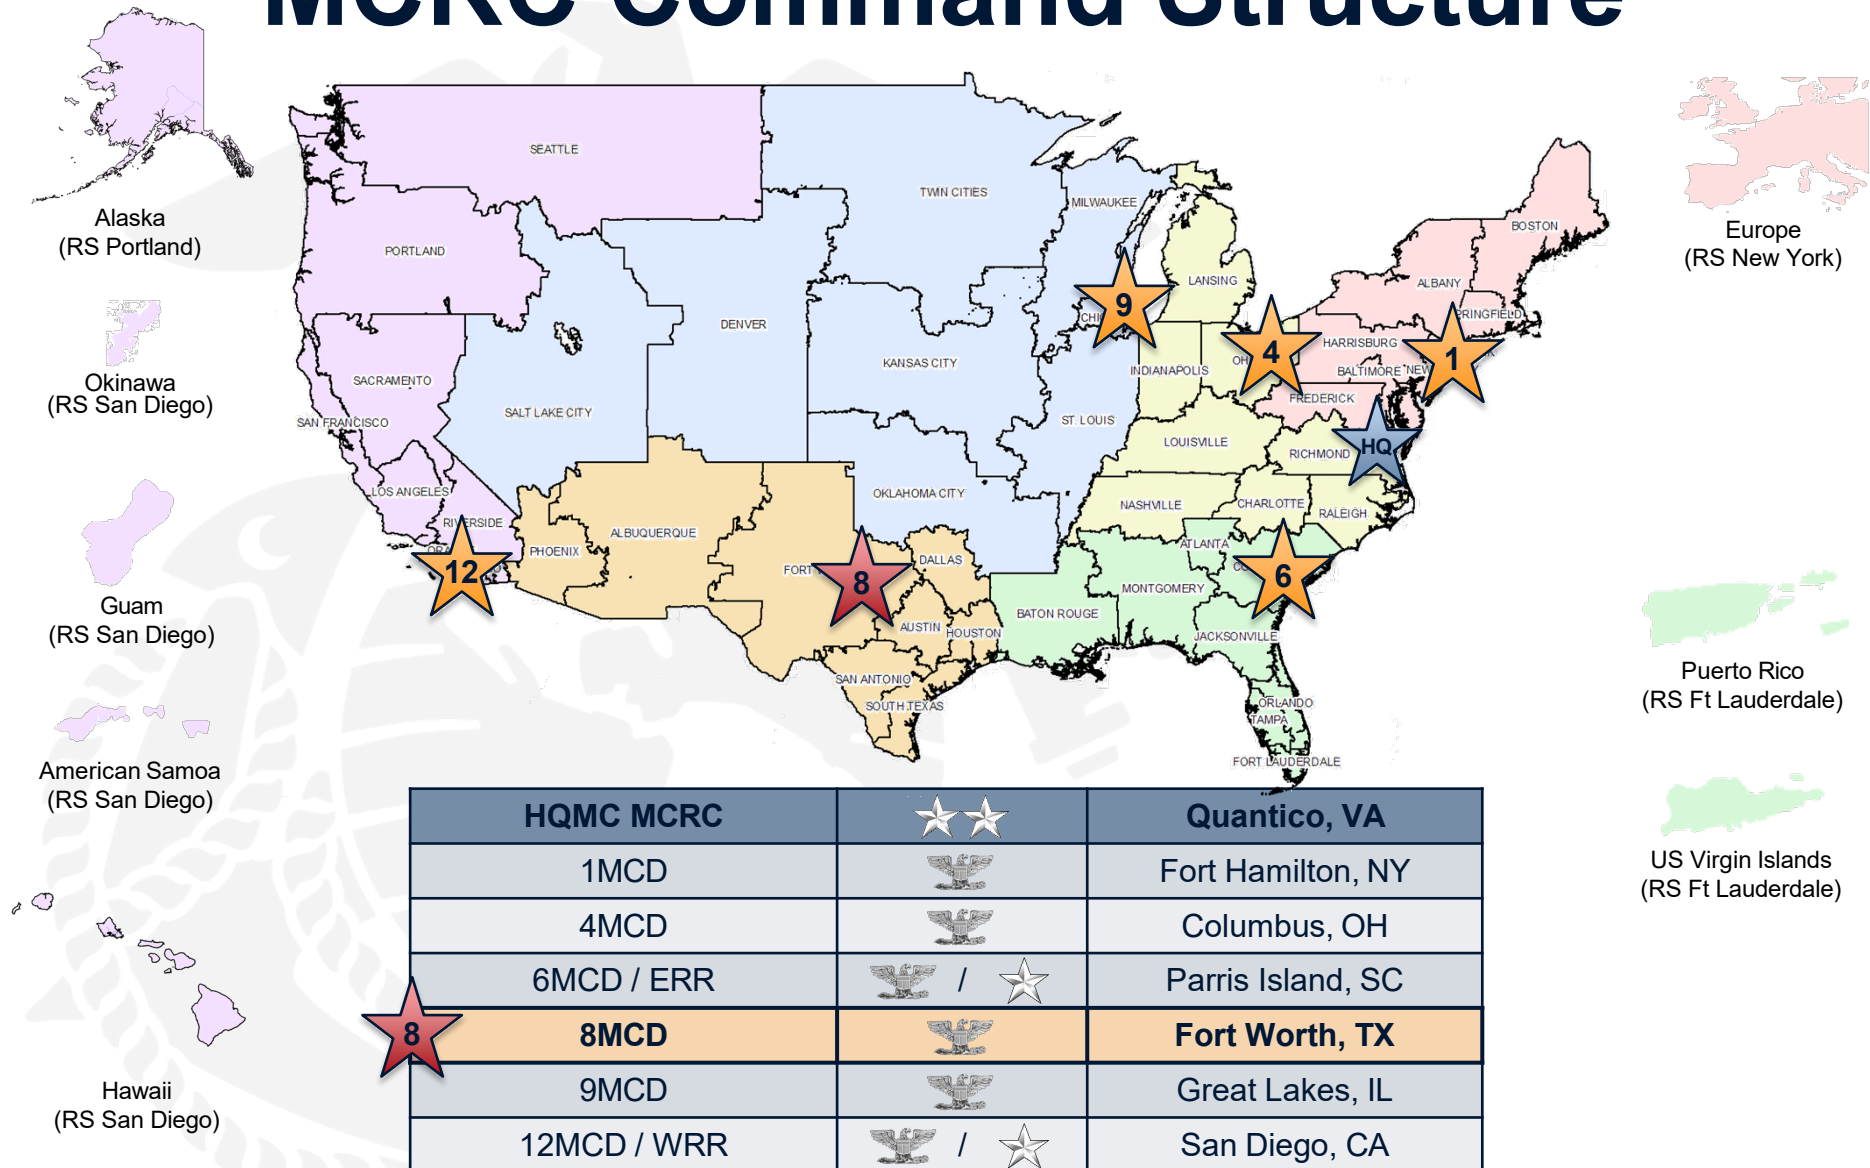 MCRC Command Structure
Alaska
(RS Portland)
Okinawa
(RS San Diego)
Guam
(RS San Diego)
American Samoa
(RS San Diego)
Hawaii
(RS San Diego)
SEATTLE
TWIN CITIES
MILWAUKEE
PORTLAND
BOSTON
LANSING
ALBANY
9
DENVER
4
HARRISBURG
1
KANSAS CITY
INDIANAPOLIS
BALTIMORE
SACRAMENTO
FREDERICK
SAN FRANCISCO
SALT LAKE CITY
ST. LOUIS
LOUISVILLE
RICHMOND
HQ
LOS ANGELES
OKLAHOMA CITY
NASHVILLE
CHARLOTTE
RALEIGH
RIVERSIDE
PHOENIX
ALBUQUERQUE
ATLANTA
12
FORT
8
DALLAS
6
MONTGOMERY
BATON ROUGE
AUSTIN
HOUSTON
JACKSONVILLE
SAN ANTONIO
SOUTH TEXAS
ORLANDO
TAMPA
FORT LAUDERDALE
Europe
(RS New York)
Puerto Rico
(RS Ft Lauderdale)
US Virgin Islands
(RS Ft Lauderdale)
HQMC MCRC Quantico, VA
1MCD Fort Hamilton, NY
4MCD Columbus, OH
6MCD / ERR / Parris Island, SC
8 8MCD Fort Worth, TX
9MCD Great Lakes, IL
12MCD / WRR / San Diego, CA